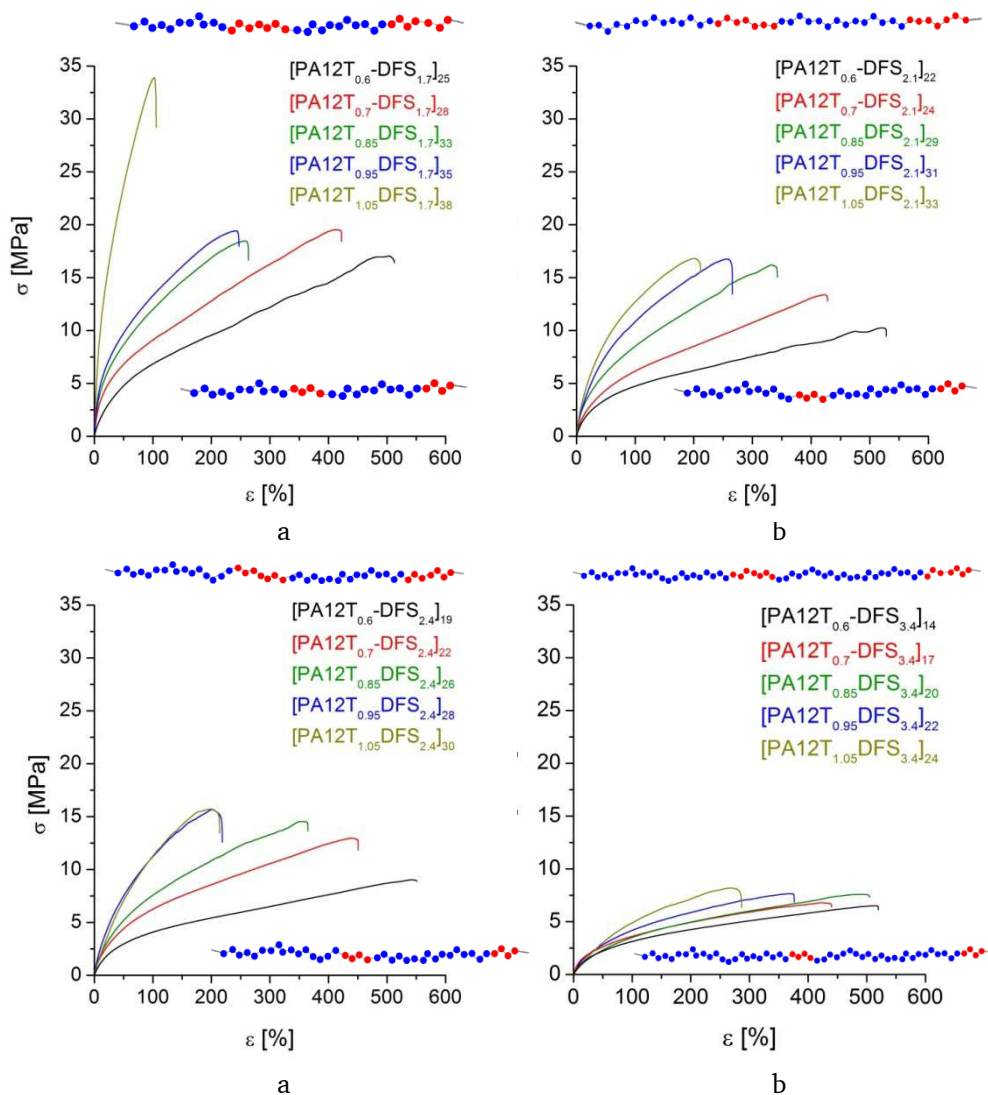 [PA12T0.6-DFS1.7]25
[PA12T0.7-DFS1.7]28
[PA12T0.85DFS1.7]33
[PA12T0.95DFS1.7]35
[PA12T1.05DFS1.7]38
35
30
25
20
15
10
5
0
σ [MPa]
0 100 200 300 400 500 600
ε [%]
a
[PA12T0.6-DFS2.1]22
[PA12T0.7-DFS2.1]24
[PA12T0.85DFS2.1]29
[PA12T0.95DFS2.1]31
[PA12T1.05DFS2.1]33
35
30
25
20
15
10
5
0
0 100 200 300 400 500 600
ε [%]
b
[PA12T0.6-DFS2.4]19
[PA12T0.7-DFS2.4]22
[PA12T0.85DFS2.4]26
[PA12T0.95DFS2.4]28
[PA12T1.05DFS2.4]30
35
30
25
20
15
10
5
0
σ [MPa]
0 100 200 300 400 500 600
ε [%]
a
[PA12T0.6-DFS3.4]14
[PA12T0.7-DFS3.4]17
[PA12T0.85DFS3.4]20
[PA12T0.95DFS3.4]22
[PA12T1.05DFS3.4]24
35
30
25
20
15
10
5
0
0 100 200 300 400 500 600
ε [%]
b